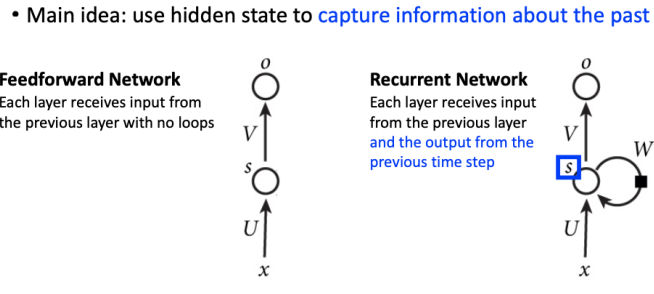 • Main idea: use hidden state to capture information about the past
Feedforward Network
Each layer receives input from
the previous layer with no loops
o
V
s
U
x
Recurrent Network
Each layer receives input
from the previous layer
and the output from the
previous time step
o
V
W
s
U
x